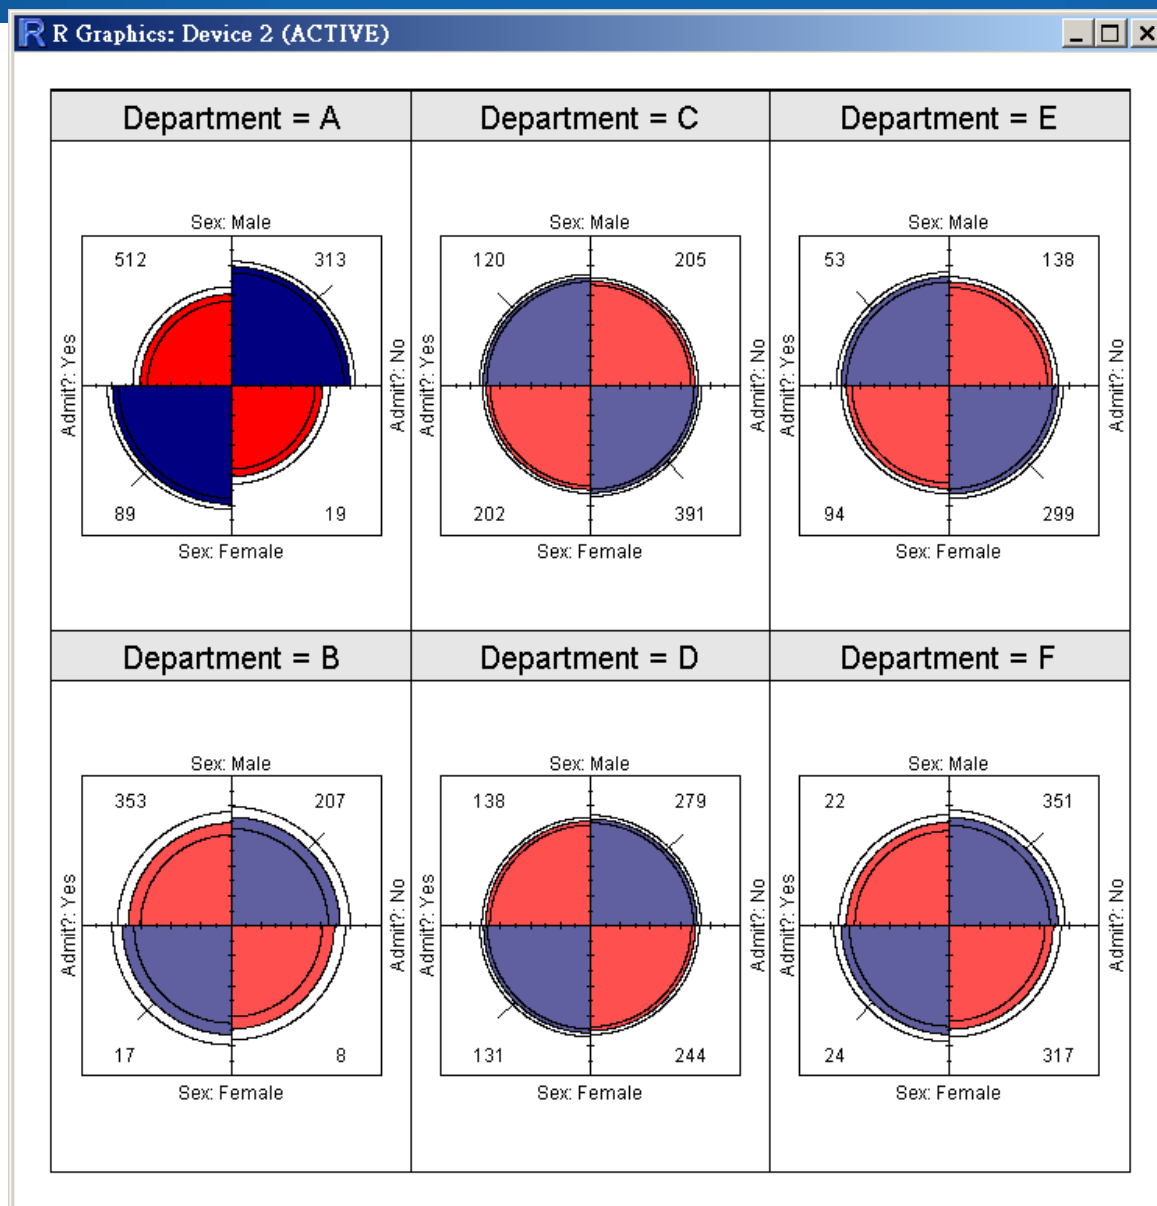 R R Graphics: Device 2 (ACTIVE)
Department = A
Sex: Male
512
313
Admit?: Yes
Admit?: No
89
19
Sex: Female
Department = C
Sex: Male
120
205
Admit?: Yes
Admit?: No
202
391
Sex: Female
Department = E
Sex: Male
53
138
Admit?: Yes
Admit?: No
94
299
Sex: Female
Department = B
Sex: Male
353
207
Admit?: Yes
Admit?: No
17
8
Sex: Female
Department = D
Sex: Male
138
279
Admit?: Yes
Admit?: No
131
244
Sex: Female
Department = F
Sex: Male
22
351
Admit?: Yes
Admit?: No
24
317
Sex: Female